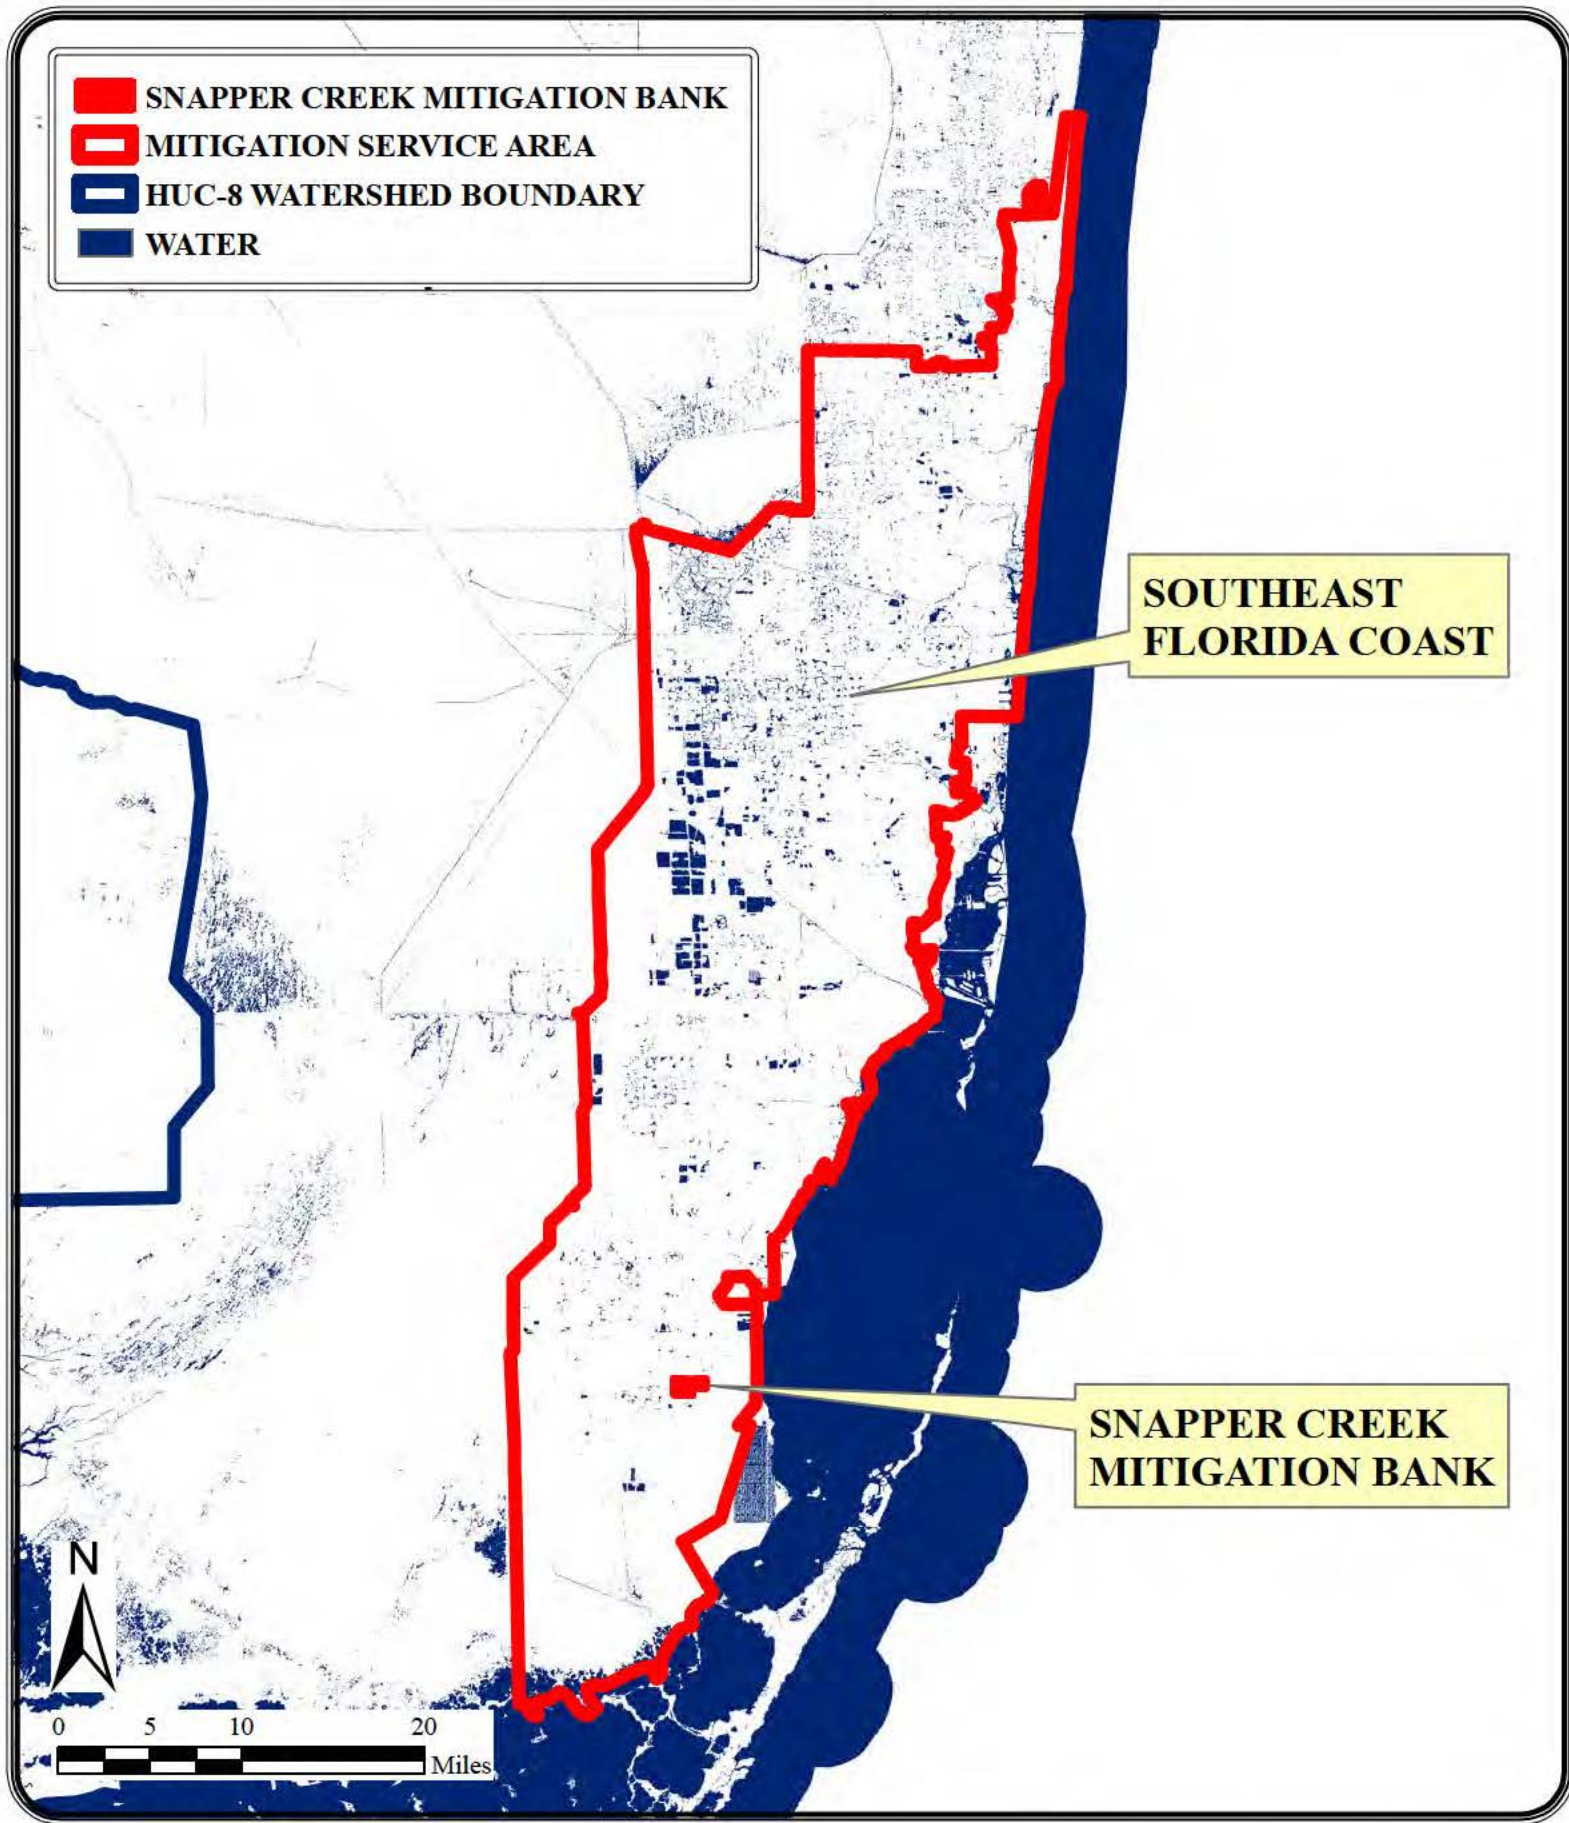 SNAPPER CREEK MITIGATION BANK
MITIGATION SERVICE AREA
HUC-8 WATERSHED BOUNDARY
WATER
SOUTHEAST
FLORIDA COAST
SNAPPER CREEK
MITIGATION BANK
N
0 5 10 20
Miles